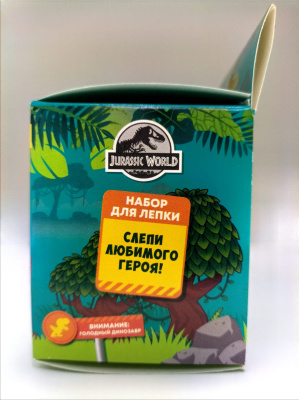 JURASSIC WORLD
НАБОР
ДЛЯ ЛЕПКИ
СЛЕПИ
ЛЮБИМОГО
ГЕРОЯ!
ВНИМАНИЕ:
ГОЛОДНЫЙ ДИНОЗАВР